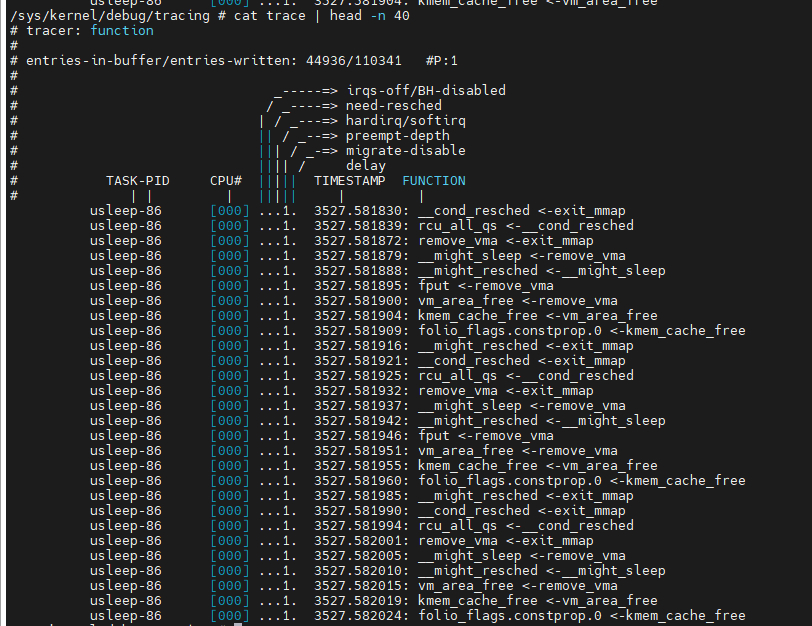 usleep-86      [000] ...1.  3527.581904: kmem_cache_free <-vm_area_free
/sys/kernel/debug/tracing # cat trace | head -n 40
# tracer: function
#
# entries-in-buffer/entries-written: 44936/110341   #P:1
#
#                                _-----=> irqs-off/BH-disabled
#                               / _----=> need-resched
#                              | / _---=> hardirq/softirq
#                              || / _--=> preempt-depth
#                              ||| / _-=> migrate-disable
#                              |||| /     delay
#           TASK-PID     CPU#  |||||  TIMESTAMP  FUNCTION
#              | |         |   |||||     |         |
          usleep-86      [000] ...1.  3527.581830: __cond_resched <-exit_mmap
          usleep-86      [000] ...1.  3527.581839: rcu_all_qs <-__cond_resched
          usleep-86      [000] ...1.  3527.581872: remove_vma <-exit_mmap
          usleep-86      [000] ...1.  3527.581879: __might_sleep <-remove_vma
          usleep-86      [000] ...1.  3527.581888: __might_resched <-__might_sleep
          usleep-86      [000] ...1.  3527.581895: fput <-remove_vma
          usleep-86      [000] ...1.  3527.581900: vm_area_free <-remove_vma
          usleep-86      [000] ...1.  3527.581904: kmem_cache_free <-vm_area_free
          usleep-86      [000] ...1.  3527.581909: folio_flags.constprop.0 <-kmem_cache_free
          usleep-86      [000] ...1.  3527.581916: __might_resched <-exit_mmap
          usleep-86      [000] ...1.  3527.581921: __cond_resched <-exit_mmap
          usleep-86      [000] ...1.  3527.581925: rcu_all_qs <-__cond_resched
          usleep-86      [000] ...1.  3527.581932: remove_vma <-exit_mmap
          usleep-86      [000] ...1.  3527.581937: __might_sleep <-remove_vma
          usleep-86      [000] ...1.  3527.581942: __might_resched <-__might_sleep
          usleep-86      [000] ...1.  3527.581946: fput <-remove_vma
          usleep-86      [000] ...1.  3527.581951: vm_area_free <-remove_vma
          usleep-86      [000] ...1.  3527.581955: kmem_cache_free <-vm_area_free
          usleep-86      [000] ...1.  3527.581960: folio_flags.constprop.0 <-kmem_cache_free
          usleep-86      [000] ...1.  3527.581985: __might_resched <-exit_mmap
          usleep-86      [000] ...1.  3527.581990: __cond_resched <-exit_mmap
          usleep-86      [000] ...1.  3527.581994: rcu_all_qs <-__cond_resched
          usleep-86      [000] ...1.  3527.582001: remove_vma <-exit_mmap
          usleep-86      [000] ...1.  3527.582005: __might_sleep <-remove_vma
          usleep-86      [000] ...1.  3527.582010: __might_resched <-__might_sleep
          usleep-86      [000] ...1.  3527.582015: vm_area_free <-remove_vma
          usleep-86      [000] ...1.  3527.582019: kmem_cache_free <-vm_area_free
          usleep-86      [000] ...1.  3527.582024: folio_flags.constprop.0 <-kmem_cache_free